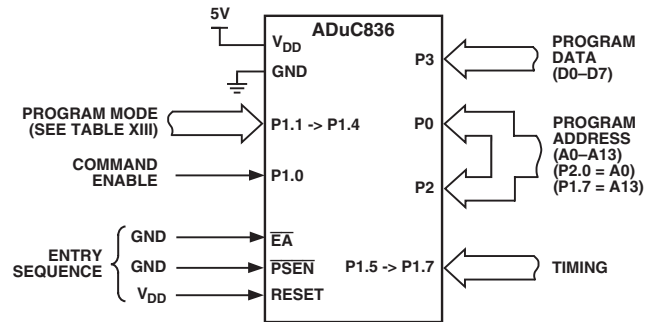 5V
ADuC836
VDD
GND
P3
PROGRAM
DATA
(D0–D7)
PROGRAM MODE
(SEE TABLE XIII)
P1.1 -> P1.4
P0
PROGRAM
ADDRESS
(A0–A13)
(P2.0 = A0)
(P1.7 = A13)
COMMAND
ENABLE
P1.0
P2
ENTRY
SEQUENCE
GND
EA
GND
PSEN
VDD
RESET
P1.5 -> P1.7
TIMING